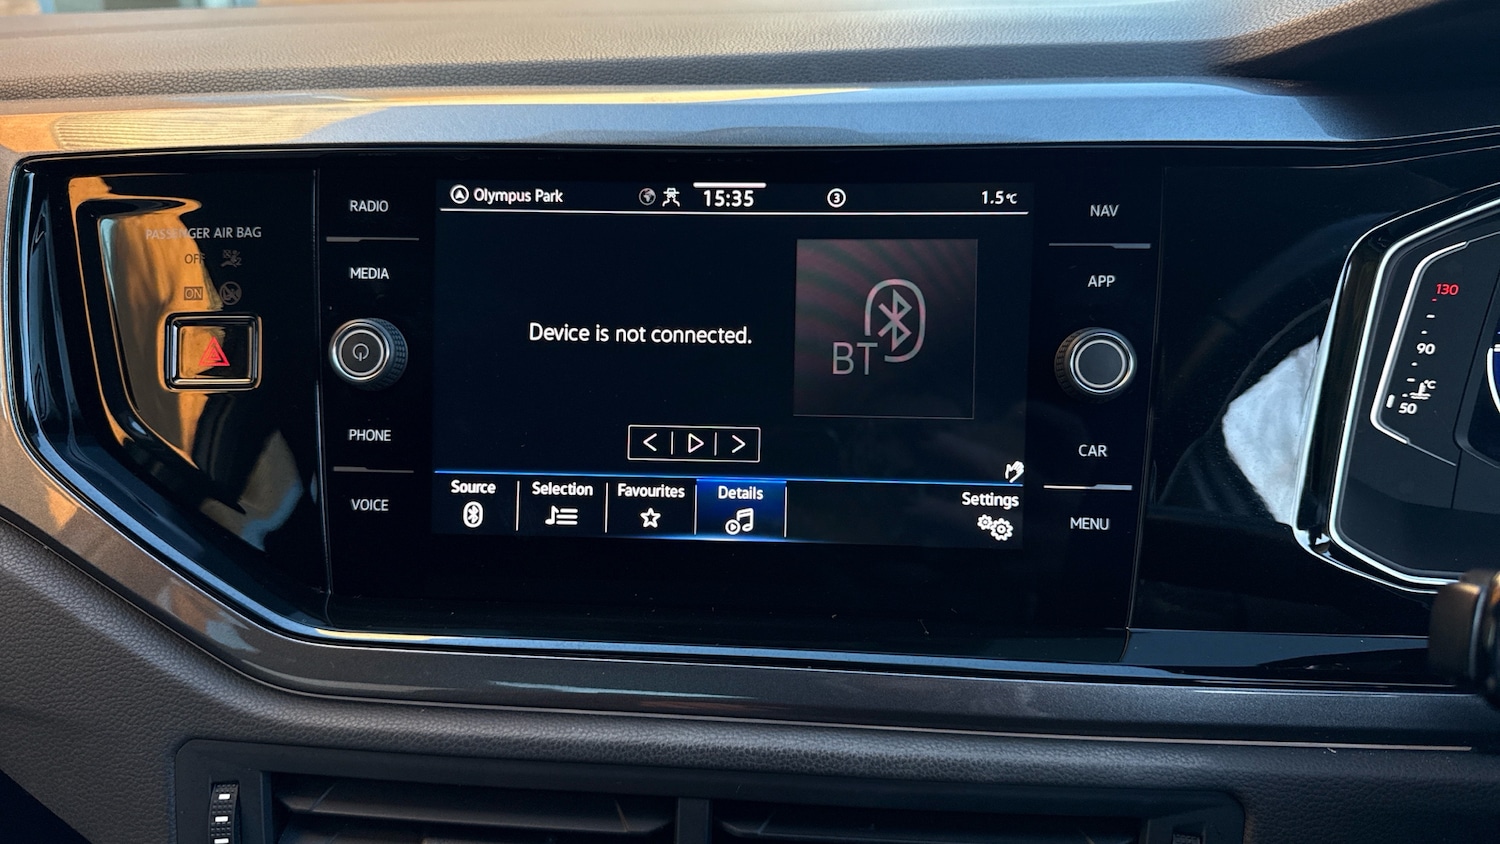 PASSENGER AIR BAG
OFF
ON
RADIO
MEDIA
PHONE
VOICE
Olympus Park
15:35
3
1.5°C
Device is not connected.
BT
Source
Selection
Favourites
Details
Settings
NAV
APP
CAR
MENU
130
90
°C
50